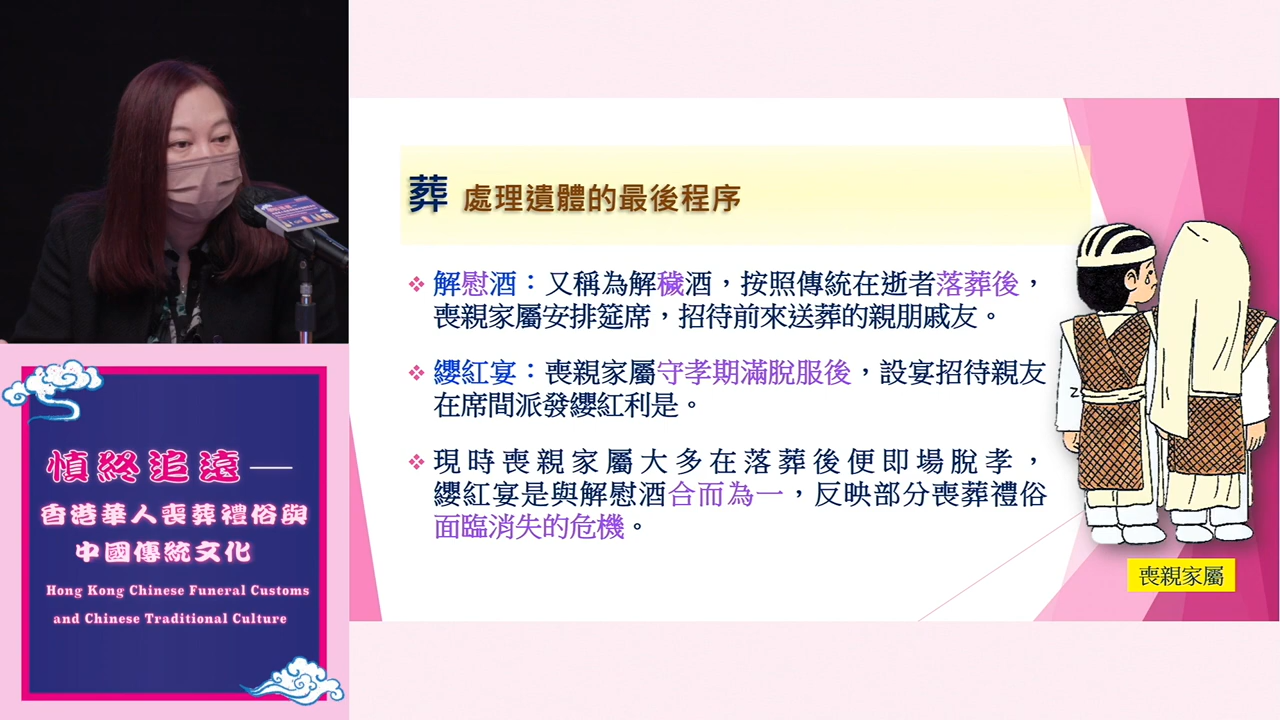 葬 處理遺體的最後程序
解慰酒：又稱為解穢酒，按照傳統在逝者落葬後，
喪親家屬安排筵席，招待前來送葬的親朋戚友。
纓紅宴：喪親家屬守孝期滿脫服後，設宴招待親友
在席間派發纓紅利是。
現時喪親家屬大多在落葬後便即場脫孝，
纓紅宴是與解慰酒合而為一，反映部分喪葬禮俗
面臨消失的危機。
喪親家屬
慎終追遠—
香港華人喪葬禮俗與
中國傳統文化
Hong Kong Chinese Funeral Customs
and Chinese Traditional Culture